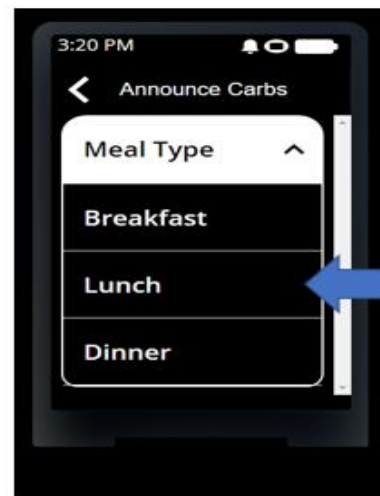 3:20 PM
Announce Carbs
Meal Type
Breakfast
Lunch
Dinner